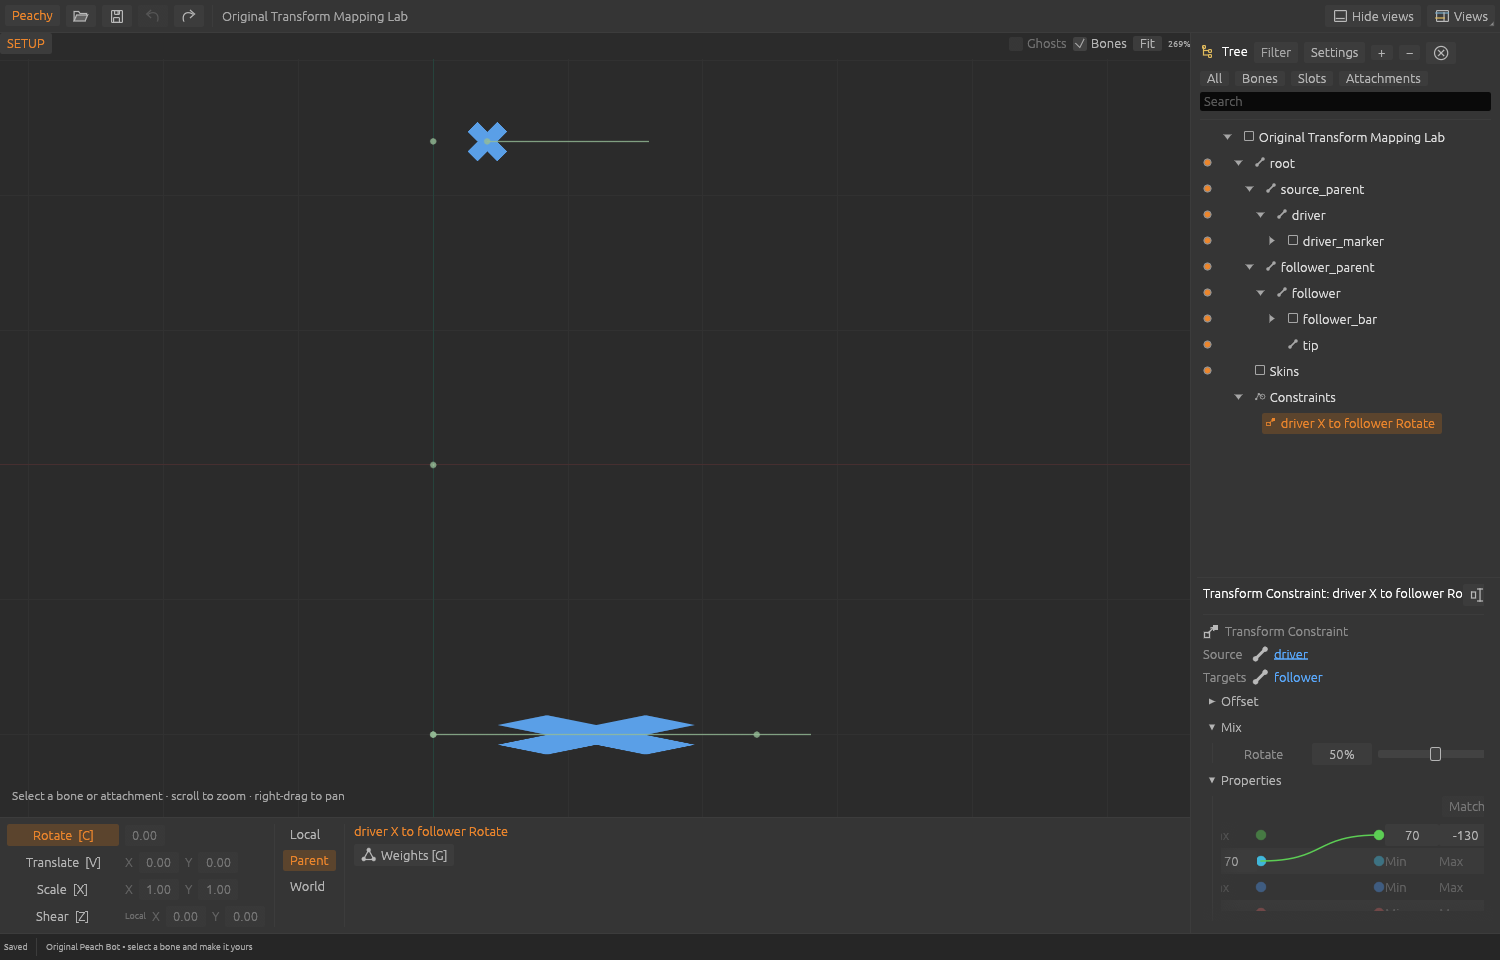 Peachy
Original Transform Mapping Lab
Hide views
Views
SETUP
Ghosts
Bones
Fit
269%
Tree
Filter
Settings
+
−
All
Bones
Slots
Attachments
Search
Original Transform Mapping Lab
root
source_parent
driver
driver_marker
follower_parent
follower
follower_bar
tip
Skins
Constraints
driver X to follower Rotate
Transform Constraint: driver X to follower Ro
Transform Constraint
Source driver
Targets follower
Offset
Mix
Rotate 50%
Properties
Match
70 -130
70 Min Max
Min Max
Select a bone or attachment · scroll to zoom · right-drag to pan
Rotate [C] 0.00
Translate [V] X 0.00 Y 0.00
Scale [X] X 1.00 Y 1.00
Shear [Z] Local X 0.00 Y 0.00
Local
Parent
World
driver X to follower Rotate
Weights [G]
Saved
Original Peach Bot • select a bone and make it yours